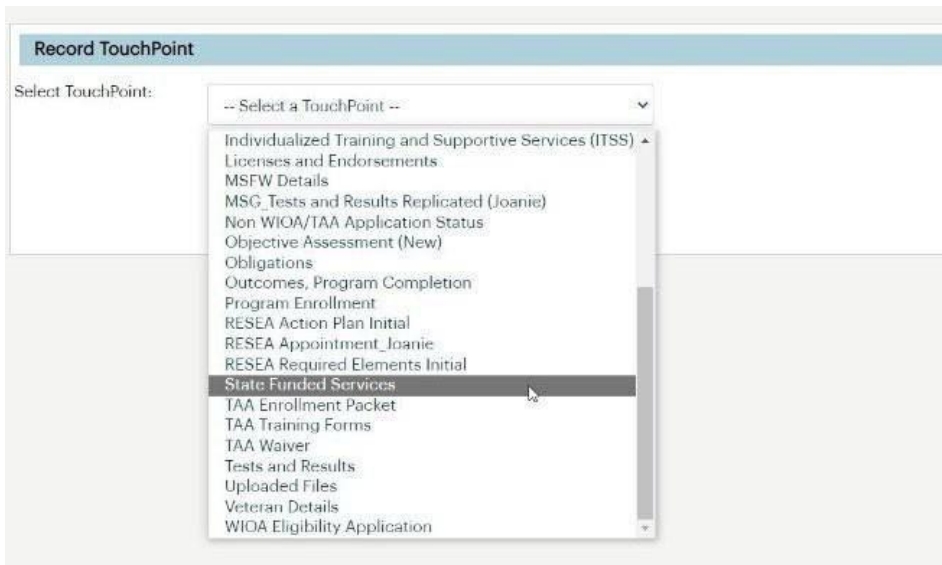 Record TouchPoint
Select TouchPoint:
-- Select a TouchPoint --
Individualized Training and Supportive Services (ITSS)
Licenses and Endorsements
MSFW Details
MSG_Tests and Results Replicated (Joanie)
Non WIOA/TAA Application Status
Objective Assessment (New)
Obligations
Outcomes, Program Completion
Program Enrollment
RESEA Action Plan Initial
RESEA Appointment_Joanie
RESEA Required Elements Initial
State Funded Services
TAA Enrollment Packet
TAA Training Forms
TAA Waiver
Tests and Results
Uploaded Files
Veteran Details
WIOA Eligibility Application